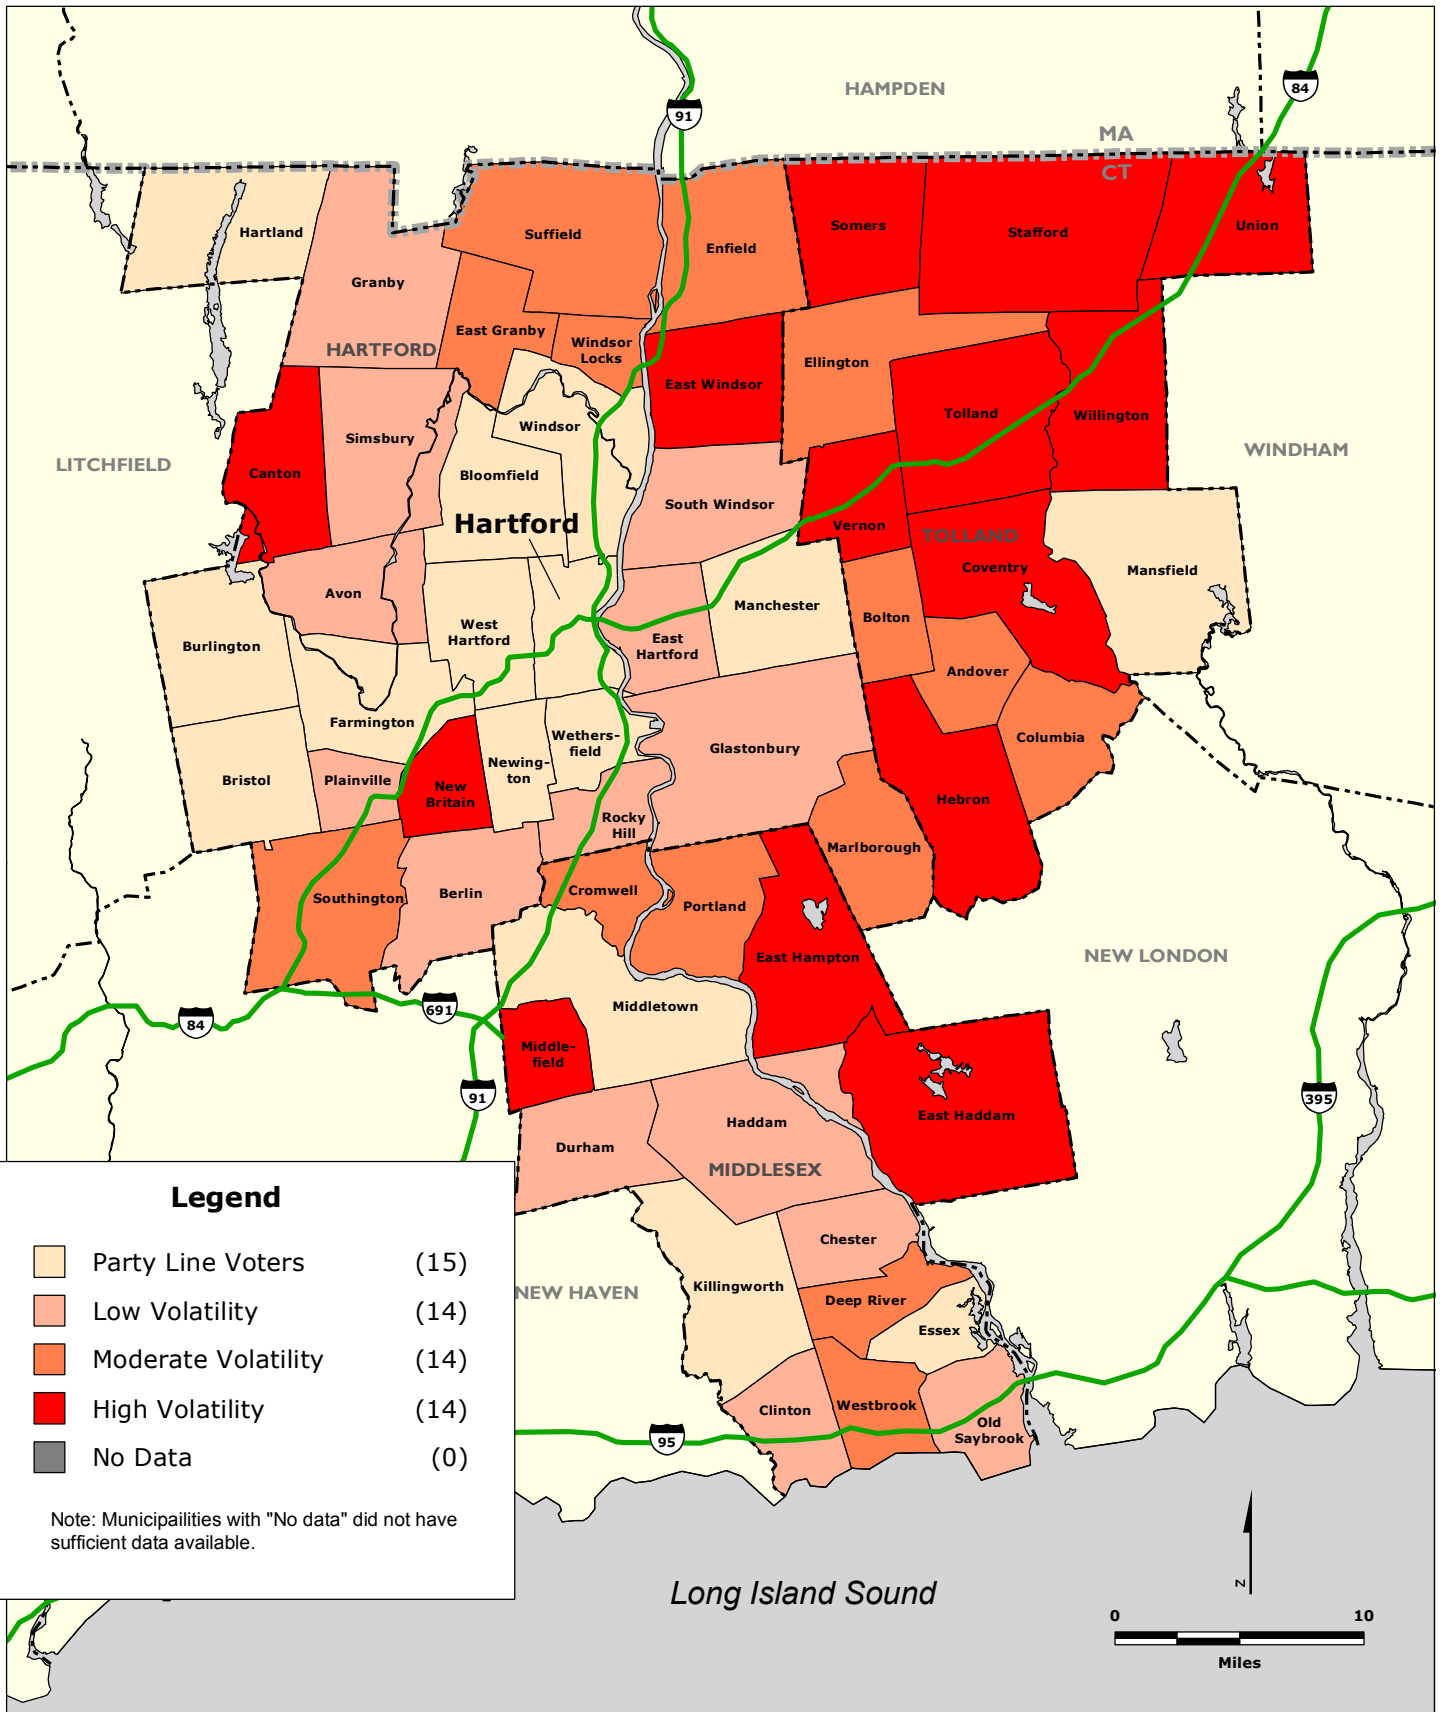 HAMPDEN
84
91
MA
CT
Hartland
Granby
Suffield
Enfield
Somers
Stafford
Union
East Granby
Windsor
Locks
HARTFORD
East Windsor
Ellington
Tolland
Willington
Windsor
Simsbury
Canton
Bloomfield
LITCHFIELD
WINDHAM
South Windsor
Hartford
Vernon
TOLLAND
Coventry
Mansfield
Avon
Manchester
Bolton
West
Hartford
East
Hartford
Burlington
Andover
Farmington
Wethers-
field
Glastonbury
Columbia
Newing-
ton
Bristol
Plainville
New
Britain
Hebron
Rocky
Hill
Marlborough
Southington
Berlin
Cromwell
Portland
East Hampton
NEW LONDON
Middletown
691
84
Middle-
field
91
395
East Haddam
Haddam
Durham
MIDDLESEX
Chester
Killingworth
NEW HAVEN
Deep River
Essex
Clinton
Westbrook
Old
Saybrook
95
Legend
Party Line Voters (15)
Low Volatility (14)
Moderate Volatility (14)
High Volatility (14)
No Data (0)
Note: Municipailities with "No data" did not have
sufficient data available.
Long Island Sound
N
0 10
Miles